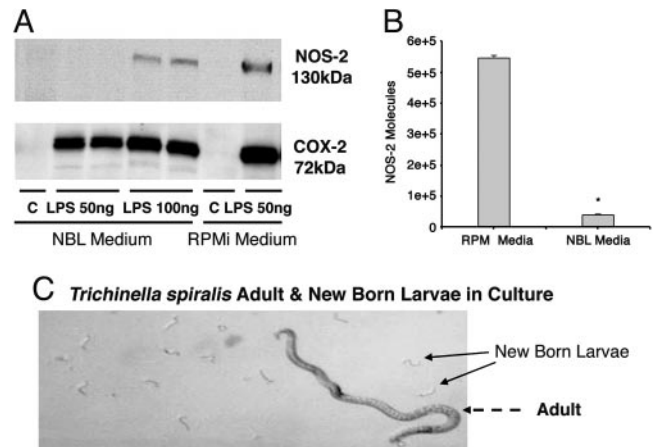 A
NOS-2
130kDa
COX-2
72kDa
C LPS 50ng LPS 100ng C LPS 50ng
NBL Medium RPMi Medium
B
NOS-2 Molecules
6e+5
5e+5
4e+5
3e+5
2e+5
1e+5
0
*
RPM Media NBL Media
C Trichinella spiralis Adult & New Born Larvae in Culture
New Born Larvae
Adult